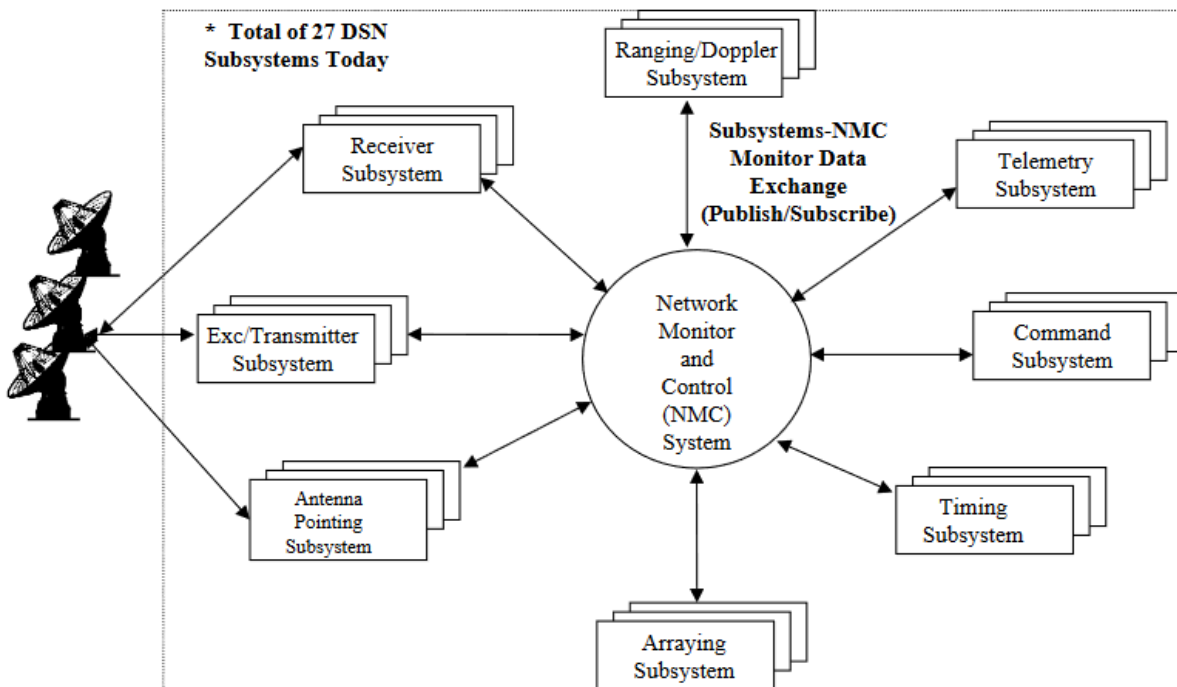 * Total of 27 DSN
Subsystems Today
Ranging/Doppler
Subsystem
Receiver
Subsystem
Subsystems-NMC
Monitor Data
Exchange
(Publish/Subscribe)
Telemetry
Subsystem
Exc/Transmitter
Subsystem
Network
Monitor
and
Control
(NMC)
System
Command
Subsystem
Antenna
Pointing
Subsystem
Timing
Subsystem
Arraying
Subsystem